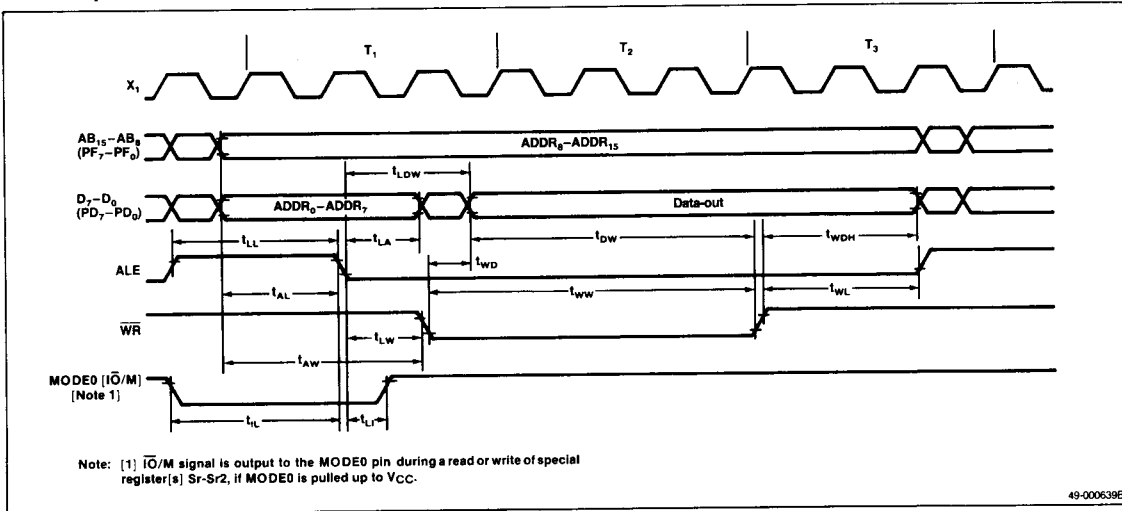 T1 T2 T3
X1
AB15–AB8
(PF7–PF0)
ADDR8–ADDR15
tLDW
D7–D0
(PD7–PD0)
ADDR0–ADDR7
Data-out
tLL
tLA
tDW
tWDH
tWD
ALE
tAL
tWW
tWL
WR
tLW
tAW
MODE0 [IO/M]
[Note 1]
tIL
tLI
Note: [1] IO/M signal is output to the MODE0 pin during a read or write of special
register[s] Sr-Sr2, if MODE0 is pulled up to VCC.
49-000639B